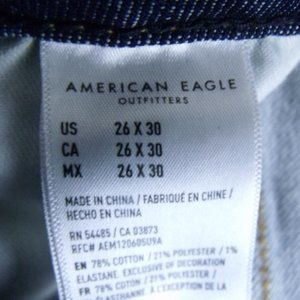 AMERICAN EAGLE
OUTFITTERS
US 26 X 30
CA 26 X 30
MX 26 X 30
MADE IN CHINA / FABRIQUÉ EN CHINE /
HECHO EN CHINA
RN 54485 / CA 03873
RFC# AEM120605U9A
EN 78% COTTON / 21% POLYESTER / 1%
ELASTANE. EXCLUSIVE OF DECORATION
FR 78% COTON / 21% POLYESTER /